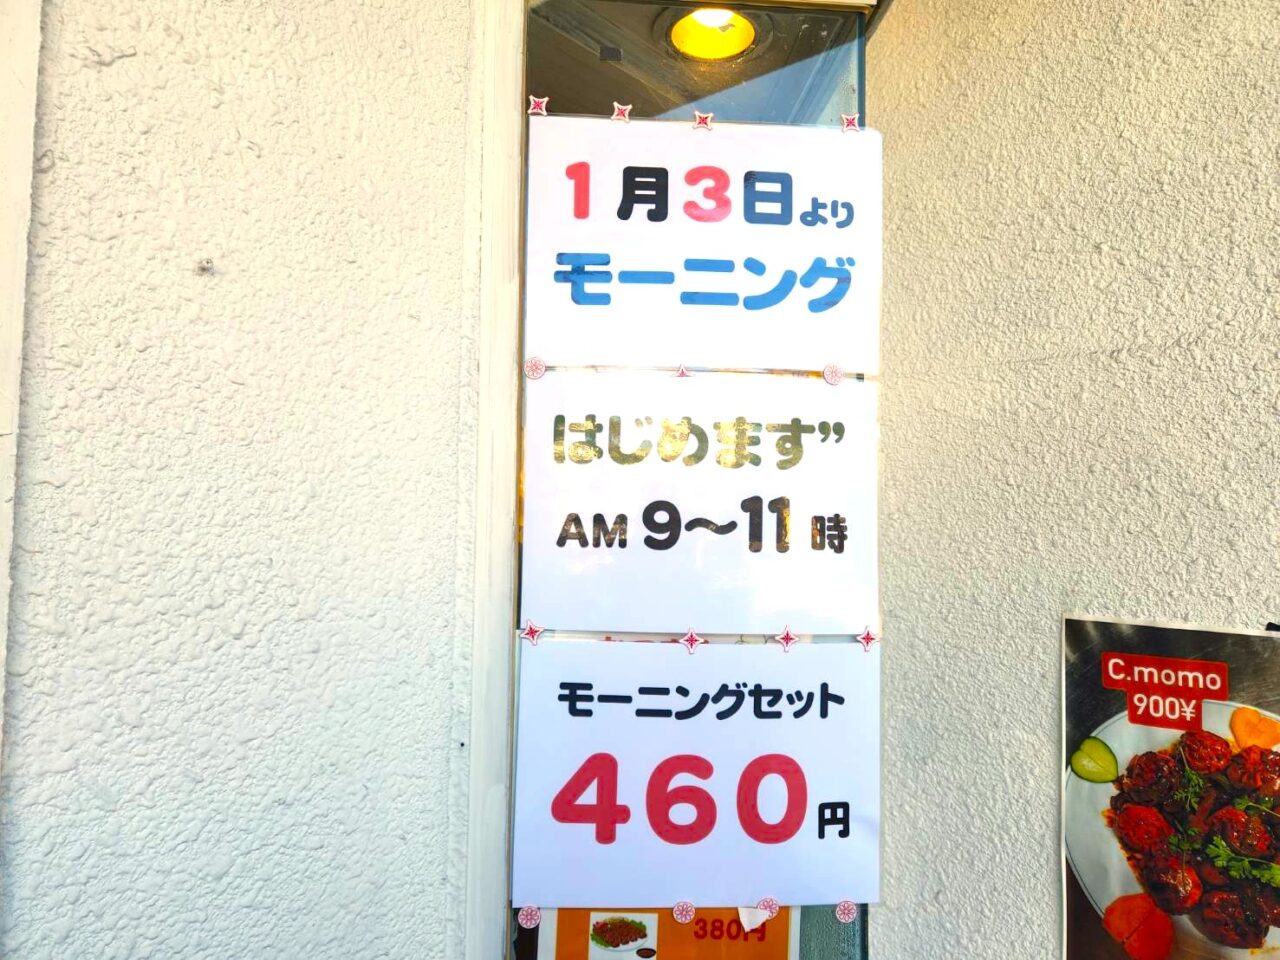 1月3日より
モーニング
はじめます”
AM 9〜11時
モーニングセット
460円
380円
C.momo
900¥